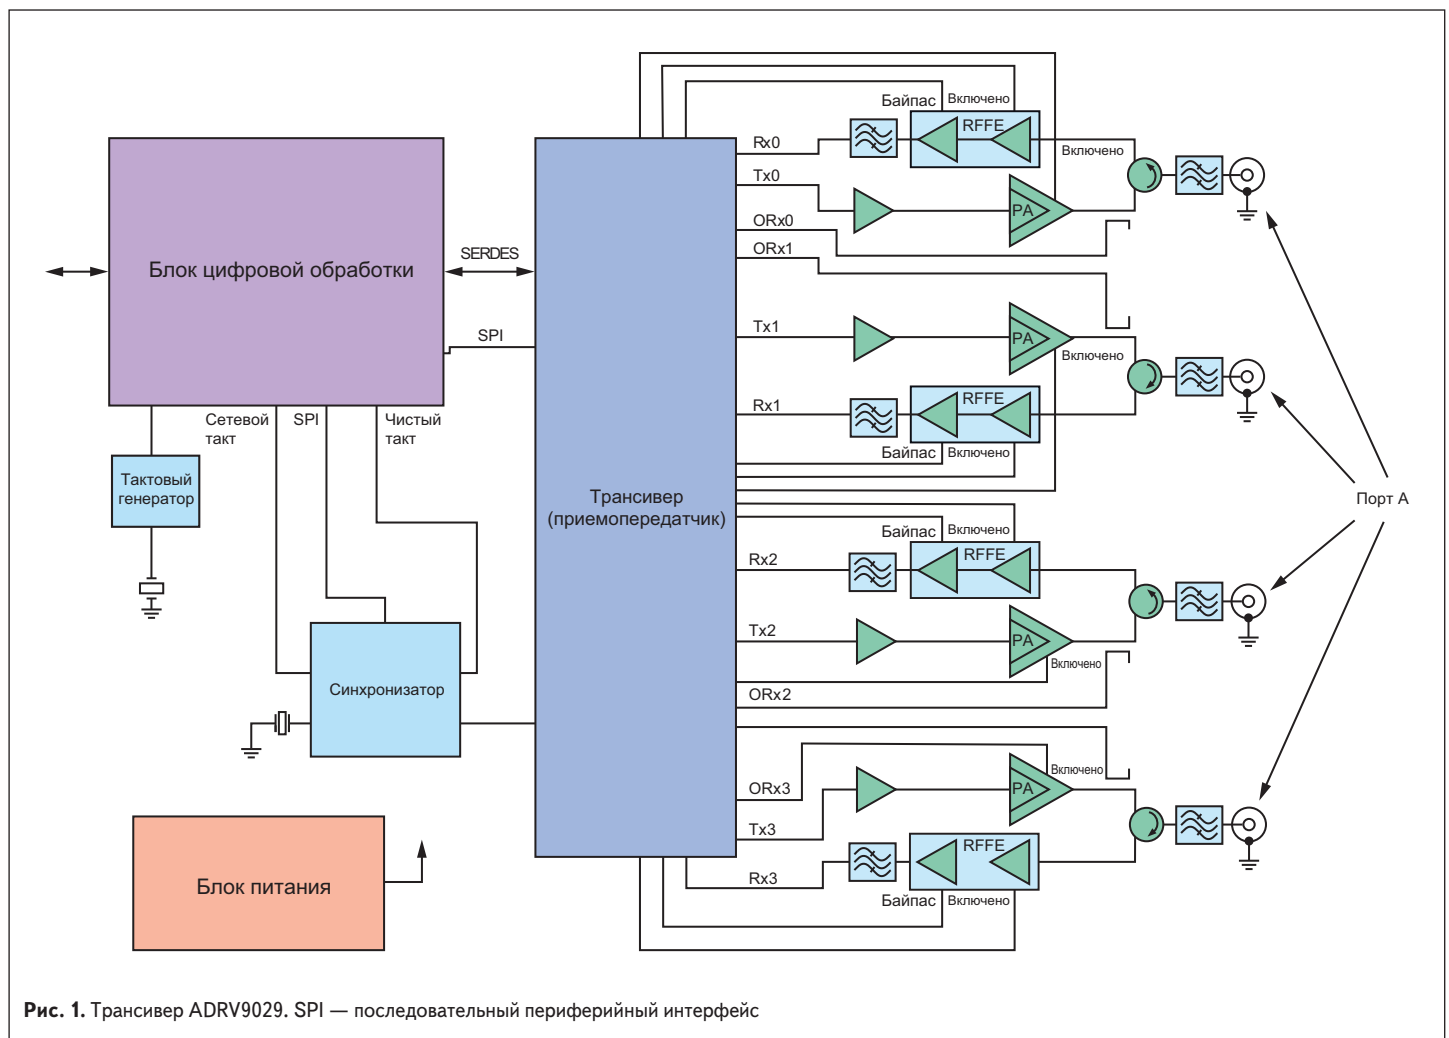 Байпас
Включено
RFFE
Rx0
Включено
Tx0
PA
ORx0
ORx1
SERDES
Блок цифровой обработки
Tx1
PA
Включено
SPI
RFFE
Rx1
Сетевой
такт
SPI
Чистый
такт
Байпас
Включено
Тактовый
генератор
Трансивер
(приемопередатчик)
Порт А
Байпас
Включено
RFFE
Rx2
Tx2
PA
Включено
ORx2
Синхронизатор
Включено
ORx3
PA
Tx3
RFFE
Rx3
Байпас
Включено
Блок питания
Рис. 1. Трансивер ADRV9029. SPI — последовательный периферийный интерфейс